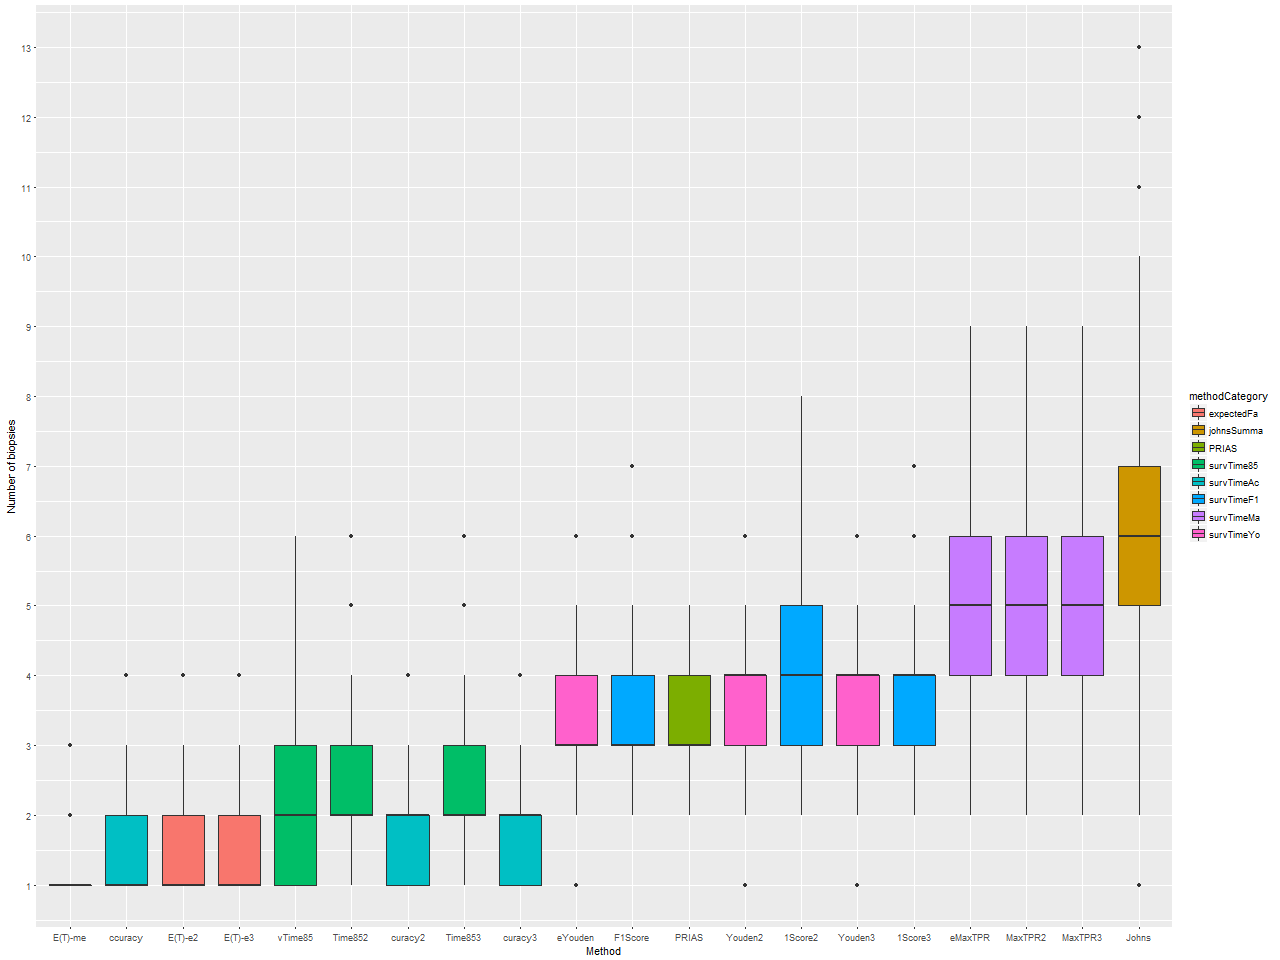 13
12
11
10
9
8
7
6
5
4
3
2
1
Number of biopsies
E(T)-me ccuracy E(T)-e2 E(T)-e3 vTime85 Time852 curacy2 Time853 curacy3 eYouden F1Score PRIAS Youden2 1Score2 Youden3 1Score3 eMaxTPR MaxTPR2 MaxTPR3 Johns
Method
methodCategory
expectedFa
johnsSumma
PRIAS
survTime85
survTimeAc
survTimeF1
survTimeMa
survTimeYo